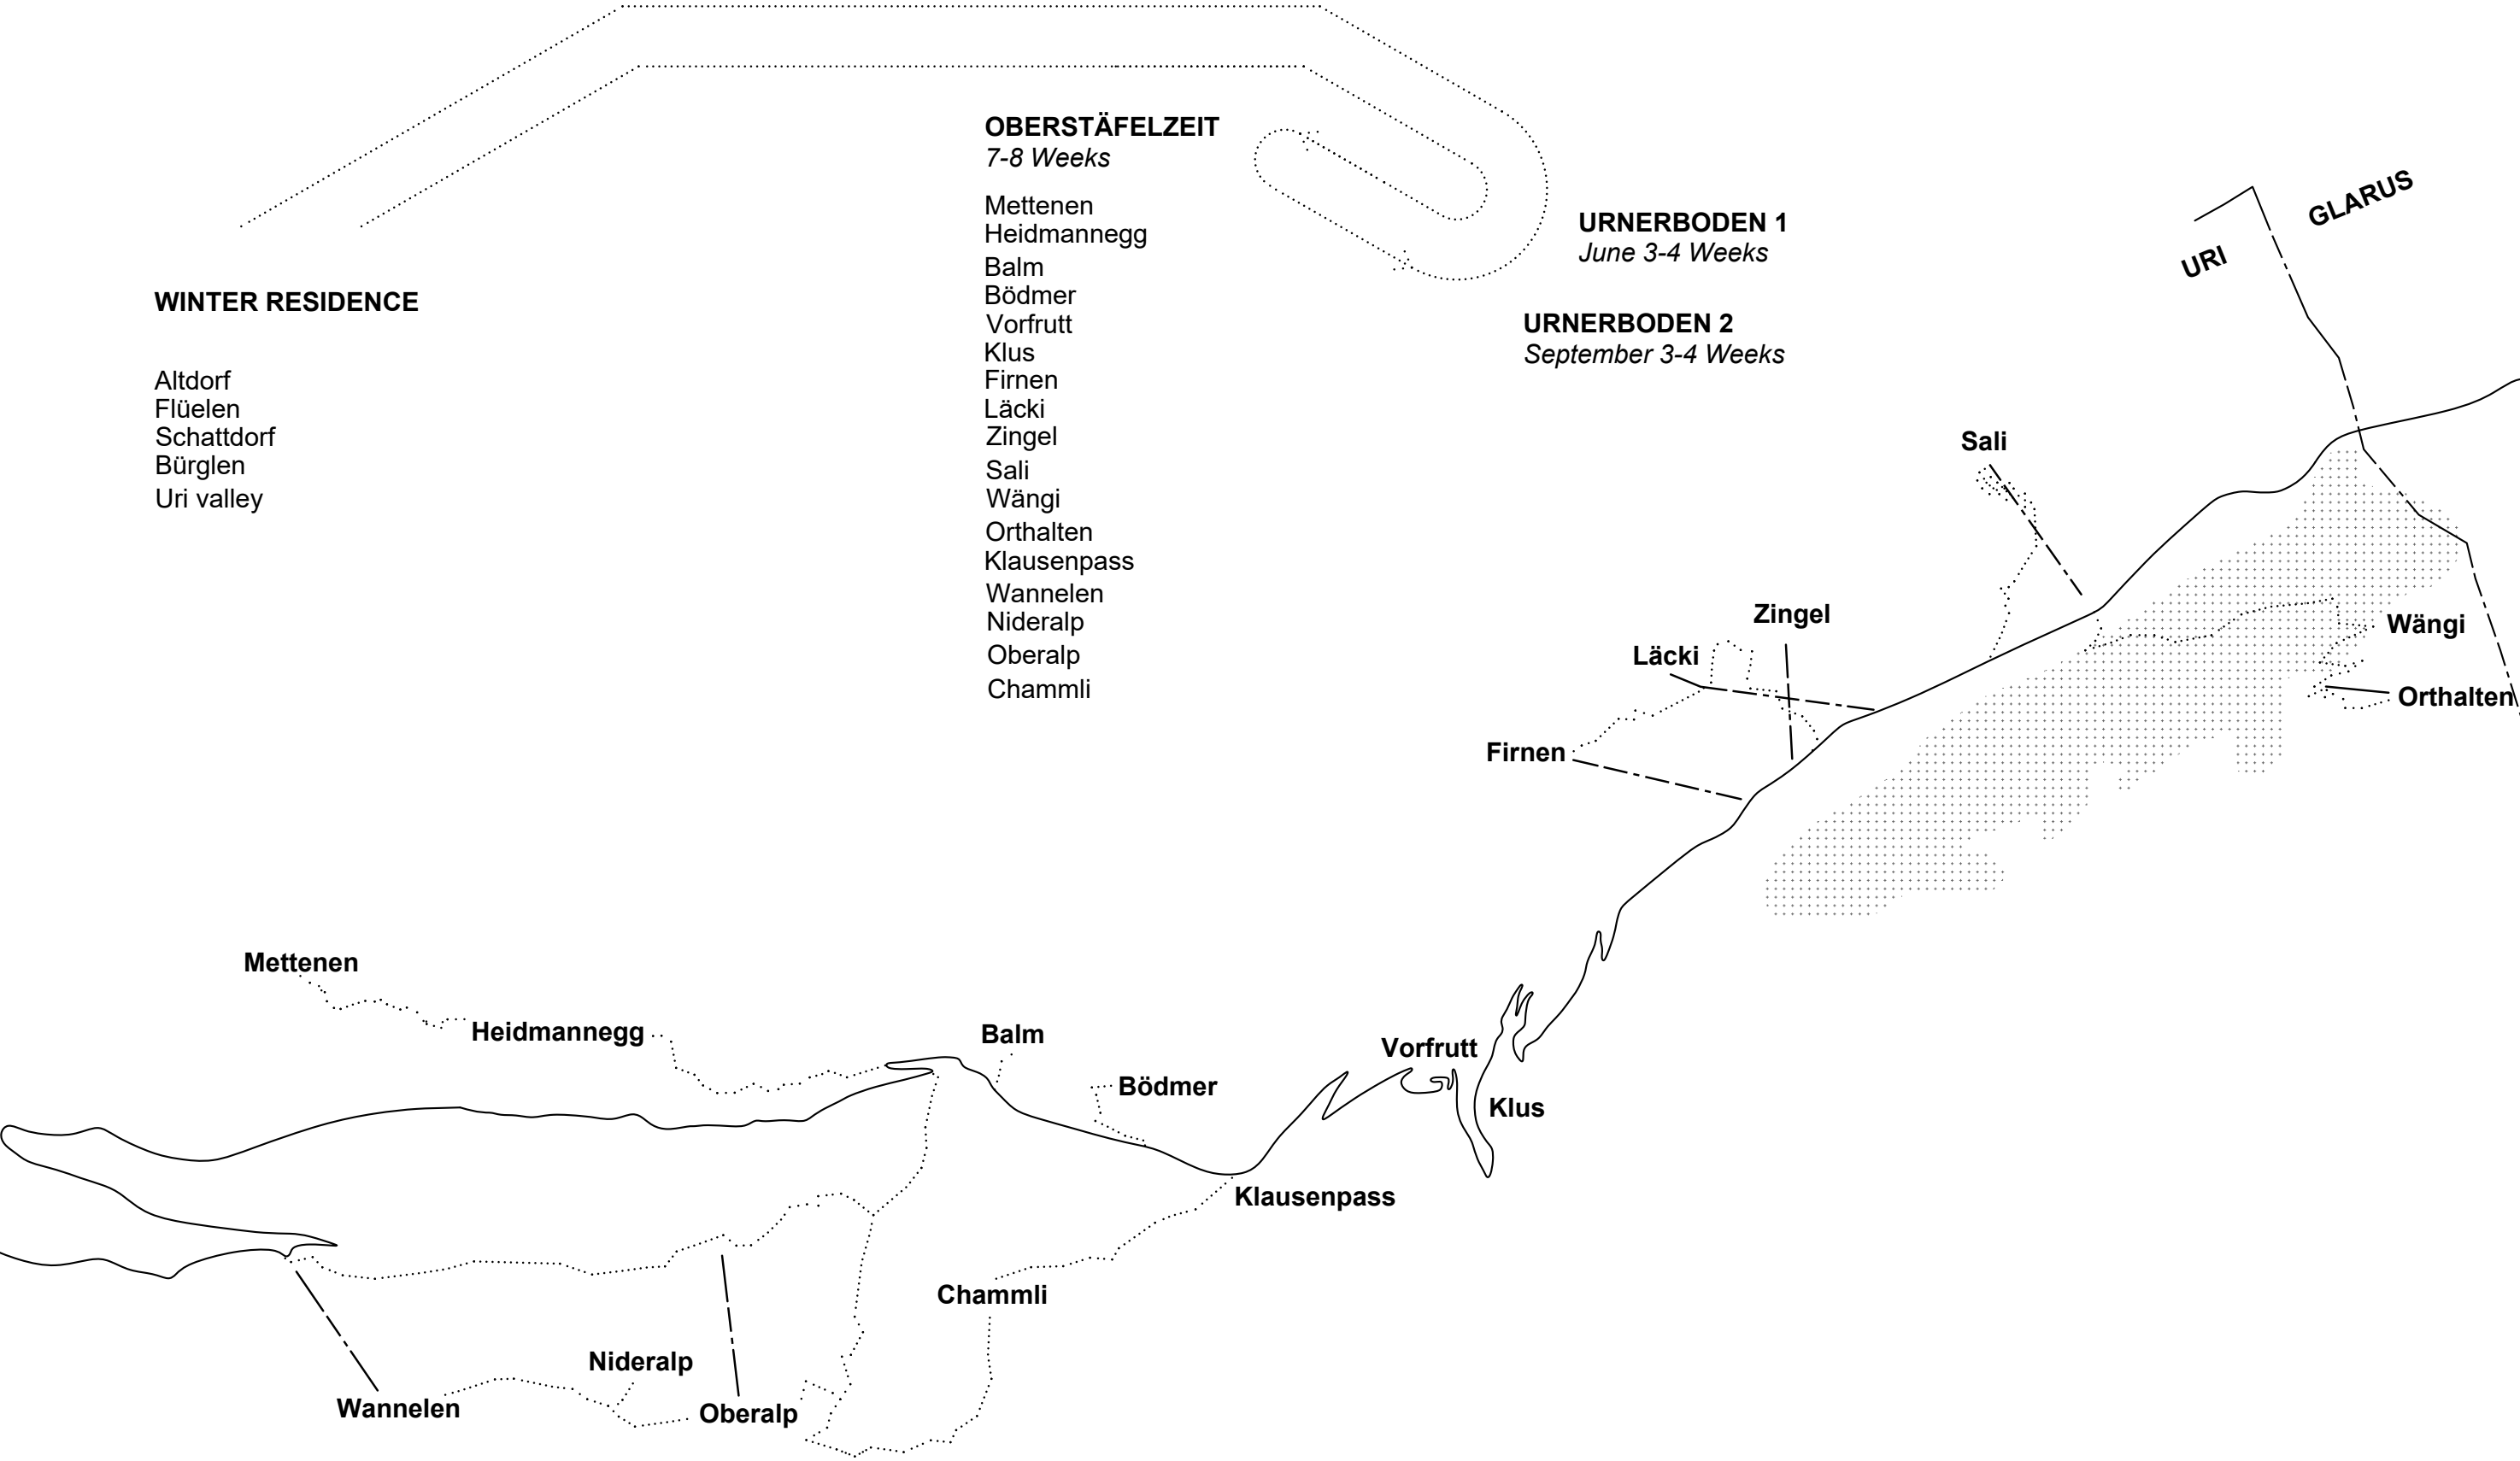 OBERSTÄFELZEIT
7-8 Weeks
Mettenen
Heidmannegg
Balm
Bödmer
Vorfrutt
Klus
Firnen
Läcki
Zingel
Sali
Wängi
Orthalten
Klausenpass
Wannelen
Nideralp
Oberalp
Chammli
URNERBODEN 1
June 3-4 Weeks
URNERBODEN 2
September 3-4 Weeks
WINTER RESIDENCE
Altdorf
Flüelen
Schattdorf
Bürglen
Uri valley
GLARUS
URI
Sali
Zingel
Wängi
Läcki
Orthalten
Firnen
Mettenen
Heidmannegg
Balm
Vorfrutt
Bödmer
Klus
Klausenpass
Chammli
Nideralp
Wannelen
Oberalp